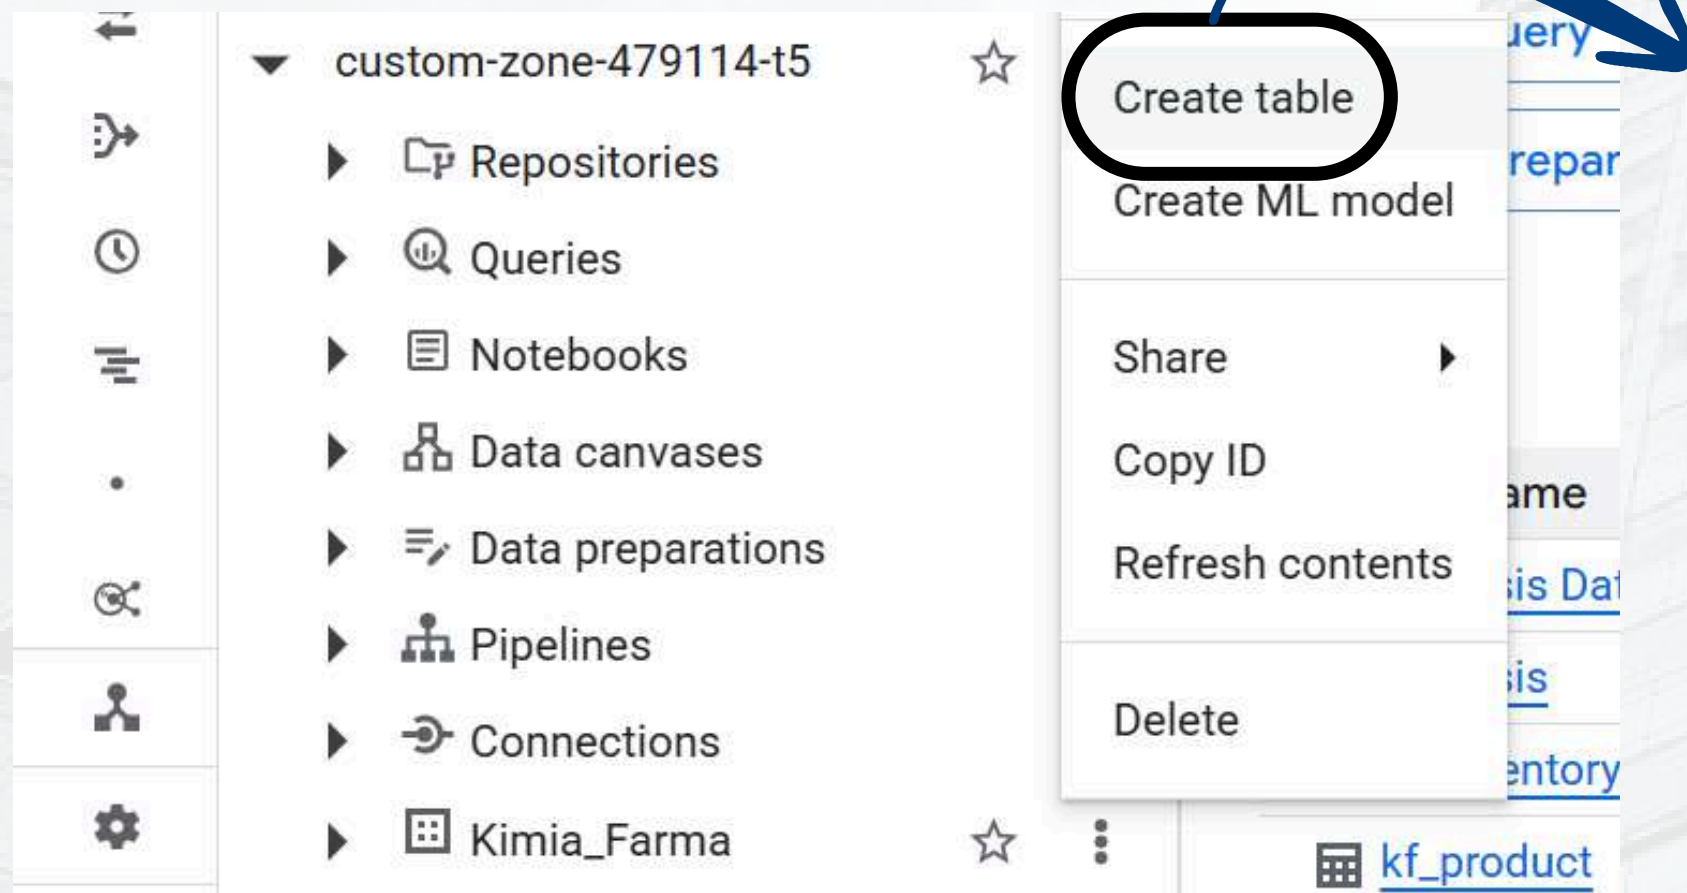 custom-zone-479114-t5
Repositories
Queries
Notebooks
Data canvases
Data preparations
Pipelines
Connections
Kimia_Farma
Create table
Create ML model
Share
Copy ID
Refresh contents
Delete
kf_product